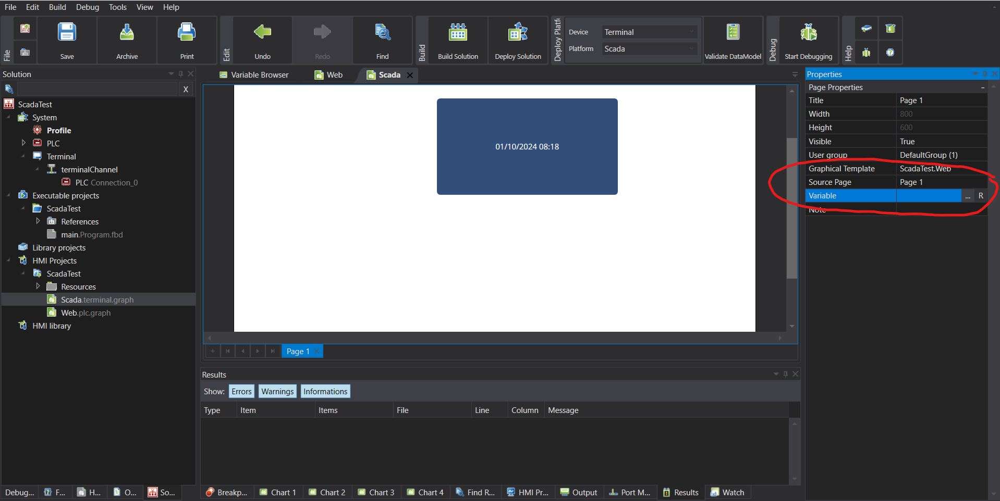 File Edit Build Debug Tools View Help
File
Save
Archive
Print
Edit
Undo
Redo
Find
Build
Build Solution
Deploy Solution
Deploy Platf
Device Terminal
Platform Scada
Validate DataModel
Debug
Start Debugging
Help
Solution
X
ScadaTest
System
Profile
PLC
Terminal
terminalChannel
PLC Connection_0
Executable projects
ScadaTest
References
main.Program.fbd
Library projects
HMI Projects
ScadaTest
Resources
Scada.terminal.graph
Web.plc.graph
HMI library
Debug... F... H... O... So...
Variable Browser Web Scada
01/10/2024 08:18
Page 1
Results
Show: Errors Warnings Informations
Type Item Items File Line Column Message
Breakp... Chart 1 Chart 2 Chart 3 Chart 4 Find R... HMI Pr... Output Port M... Results Watch
Properties
Page Properties
Title Page 1
Width 800
Height 600
Visible True
User group DefaultGroup (1)
Graphical Template ScadaTest.Web
Source Page Page 1
Variable ... R
Note